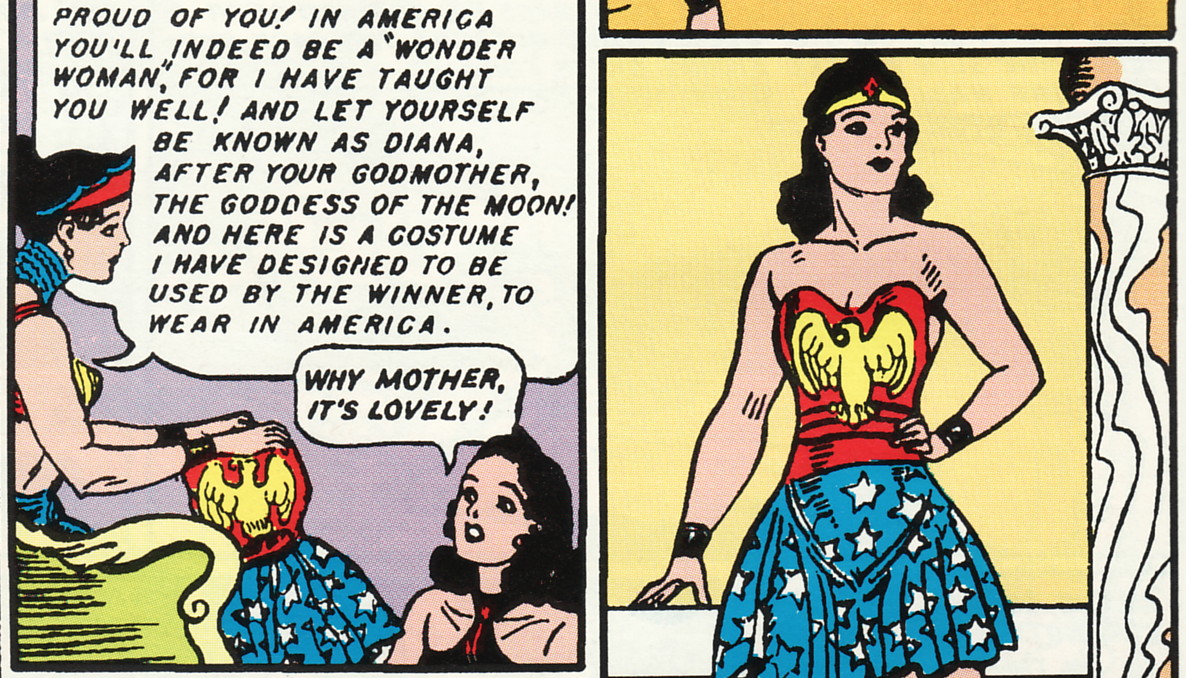 PROUD OF YOU! IN AMERICA
YOU'LL INDEED BE A "WONDER
WOMAN," FOR I HAVE TAUGHT
YOU WELL! AND LET YOURSELF
BE KNOWN AS DIANA,
AFTER YOUR GODMOTHER,
THE GODDESS OF THE MOON!
AND HERE IS A COSTUME
I HAVE DESIGNED TO BE
USED BY THE WINNER, TO
WEAR IN AMERICA.
WHY MOTHER,
IT'S LOVELY!